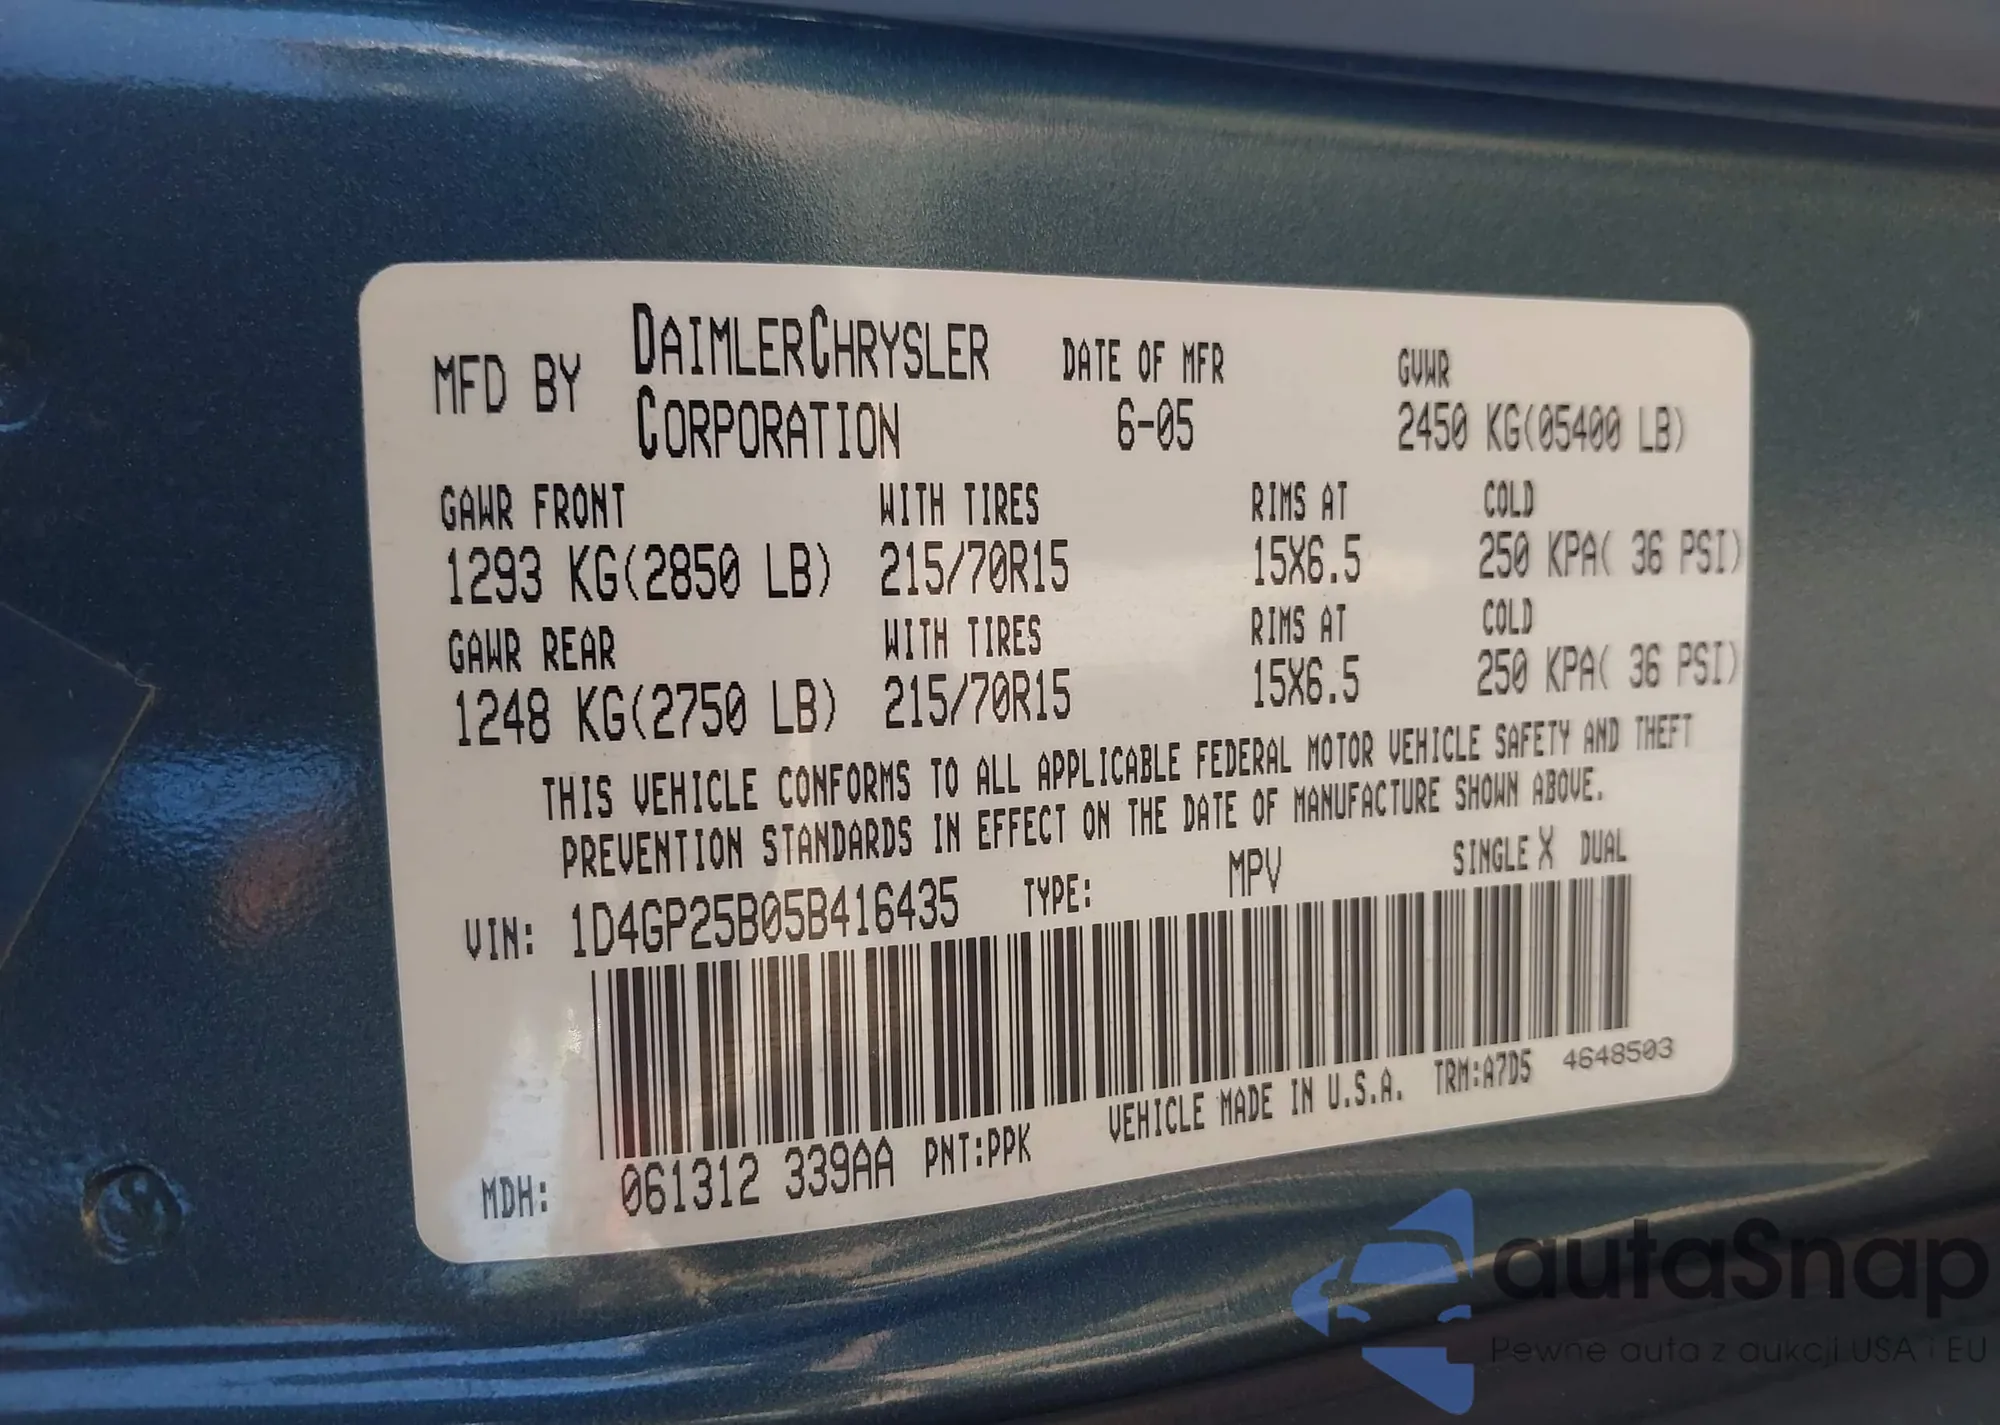 MFD BY DAIMLERCHRYSLER CORPORATION DATE OF MFR 6-05 GVWR 2450 KG(05400 LB)
GAWR FRONT WITH TIRES RIMS AT COLD
1293 KG(2850 LB) 215/70R15 15X6.5 250 KPA( 36 PSI)
GAWR REAR WITH TIRES RIMS AT COLD
1248 KG(2750 LB) 215/70R15 15X6.5 250 KPA( 36 PSI)
THIS VEHICLE CONFORMS TO ALL APPLICABLE FEDERAL MOTOR VEHICLE SAFETY AND THEFT
PREVENTION STANDARDS IN EFFECT ON THE DATE OF MANUFACTURE SHOWN ABOVE.
VIN: 1D4GP25B05B416435 TYPE: MPV SINGLE X DUAL
MDH: 061312 339AA PNT:PPK VEHICLE MADE IN U.S.A. TRM:A7D5 4648503
autaSnap
Pewne auta z aukcji USA i EU